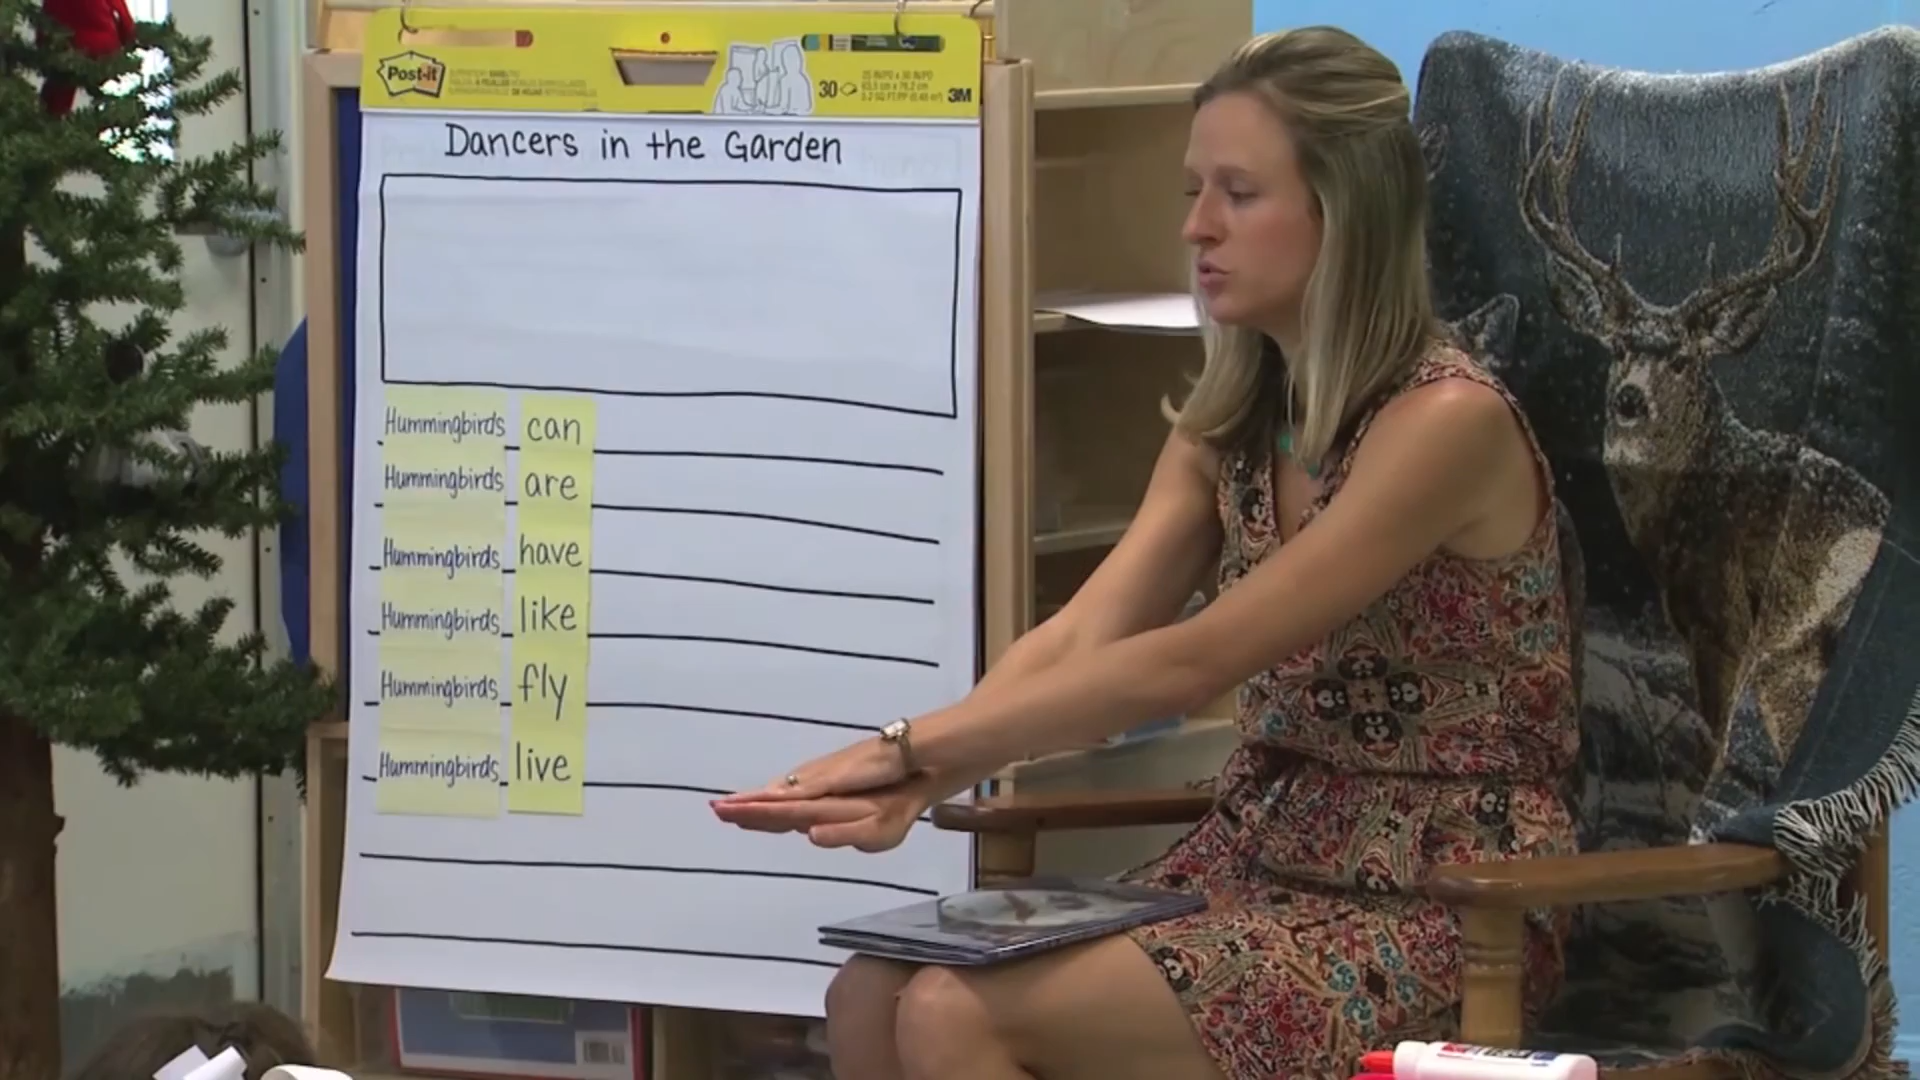 Post-it
30
3M
Dancers in the Garden
Hummingbirds can
Hummingbirds are
Hummingbirds have
Hummingbirds like
Hummingbirds fly
Hummingbirds live